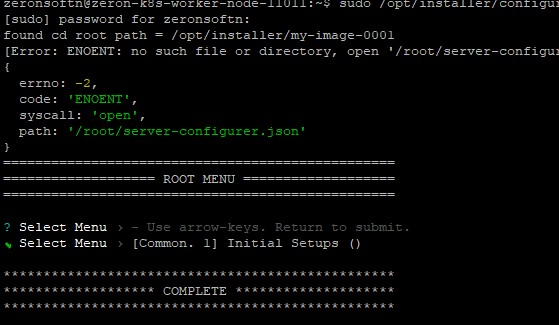 zeronsoftn@zeron-k8s-worker-node-11011:~$ sudo /opt/installer/configur
[sudo] password for zeronsoftn:
found cd root path = /opt/installer/my-image-0001
[Error: ENOENT: no such file or directory, open '/root/server-configur
{
  errno: -2,
  code: 'ENOENT',
  syscall: 'open',
  path: '/root/server-configurer.json'
}
=================================================
=================== ROOT MENU ===================
=================================================
? Select Menu › - Use arrow-keys. Return to submit.
Select Menu › [Common. 1] Initial Setups ()
*************************************************
******************* COMPLETE ********************
*************************************************